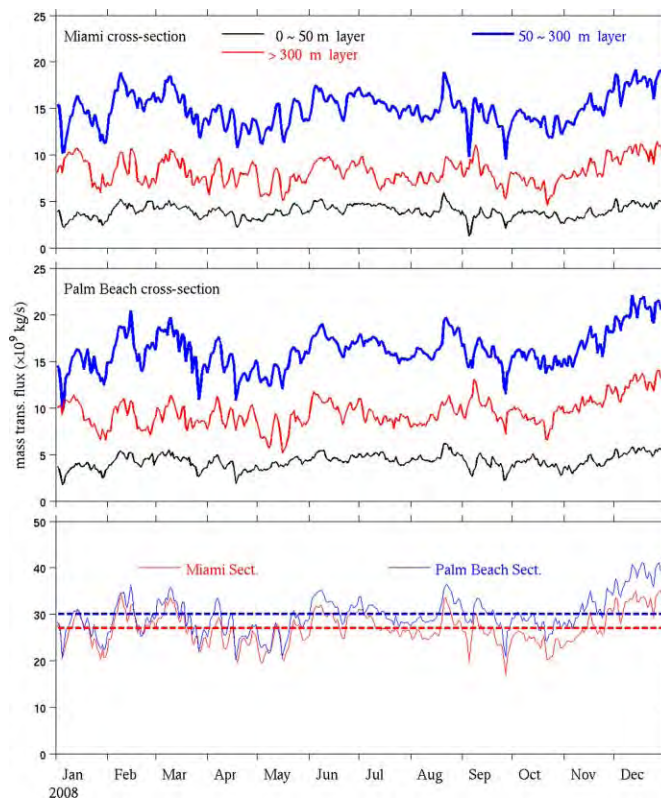 25
Miami cross-section
0 ~ 50 m layer
50 ~ 300 m layer
> 300 m layer
20
15
10
5
0
25
Palm Beach cross-section
20
15
10
5
0
mass trans. flux (×10⁹ kg/s)
50
40
Miami Sect.
Palm Beach Sect.
30
20
10
0
Jan Feb Mar Apr May Jun Jul Aug Sep Oct Nov Dec
2008